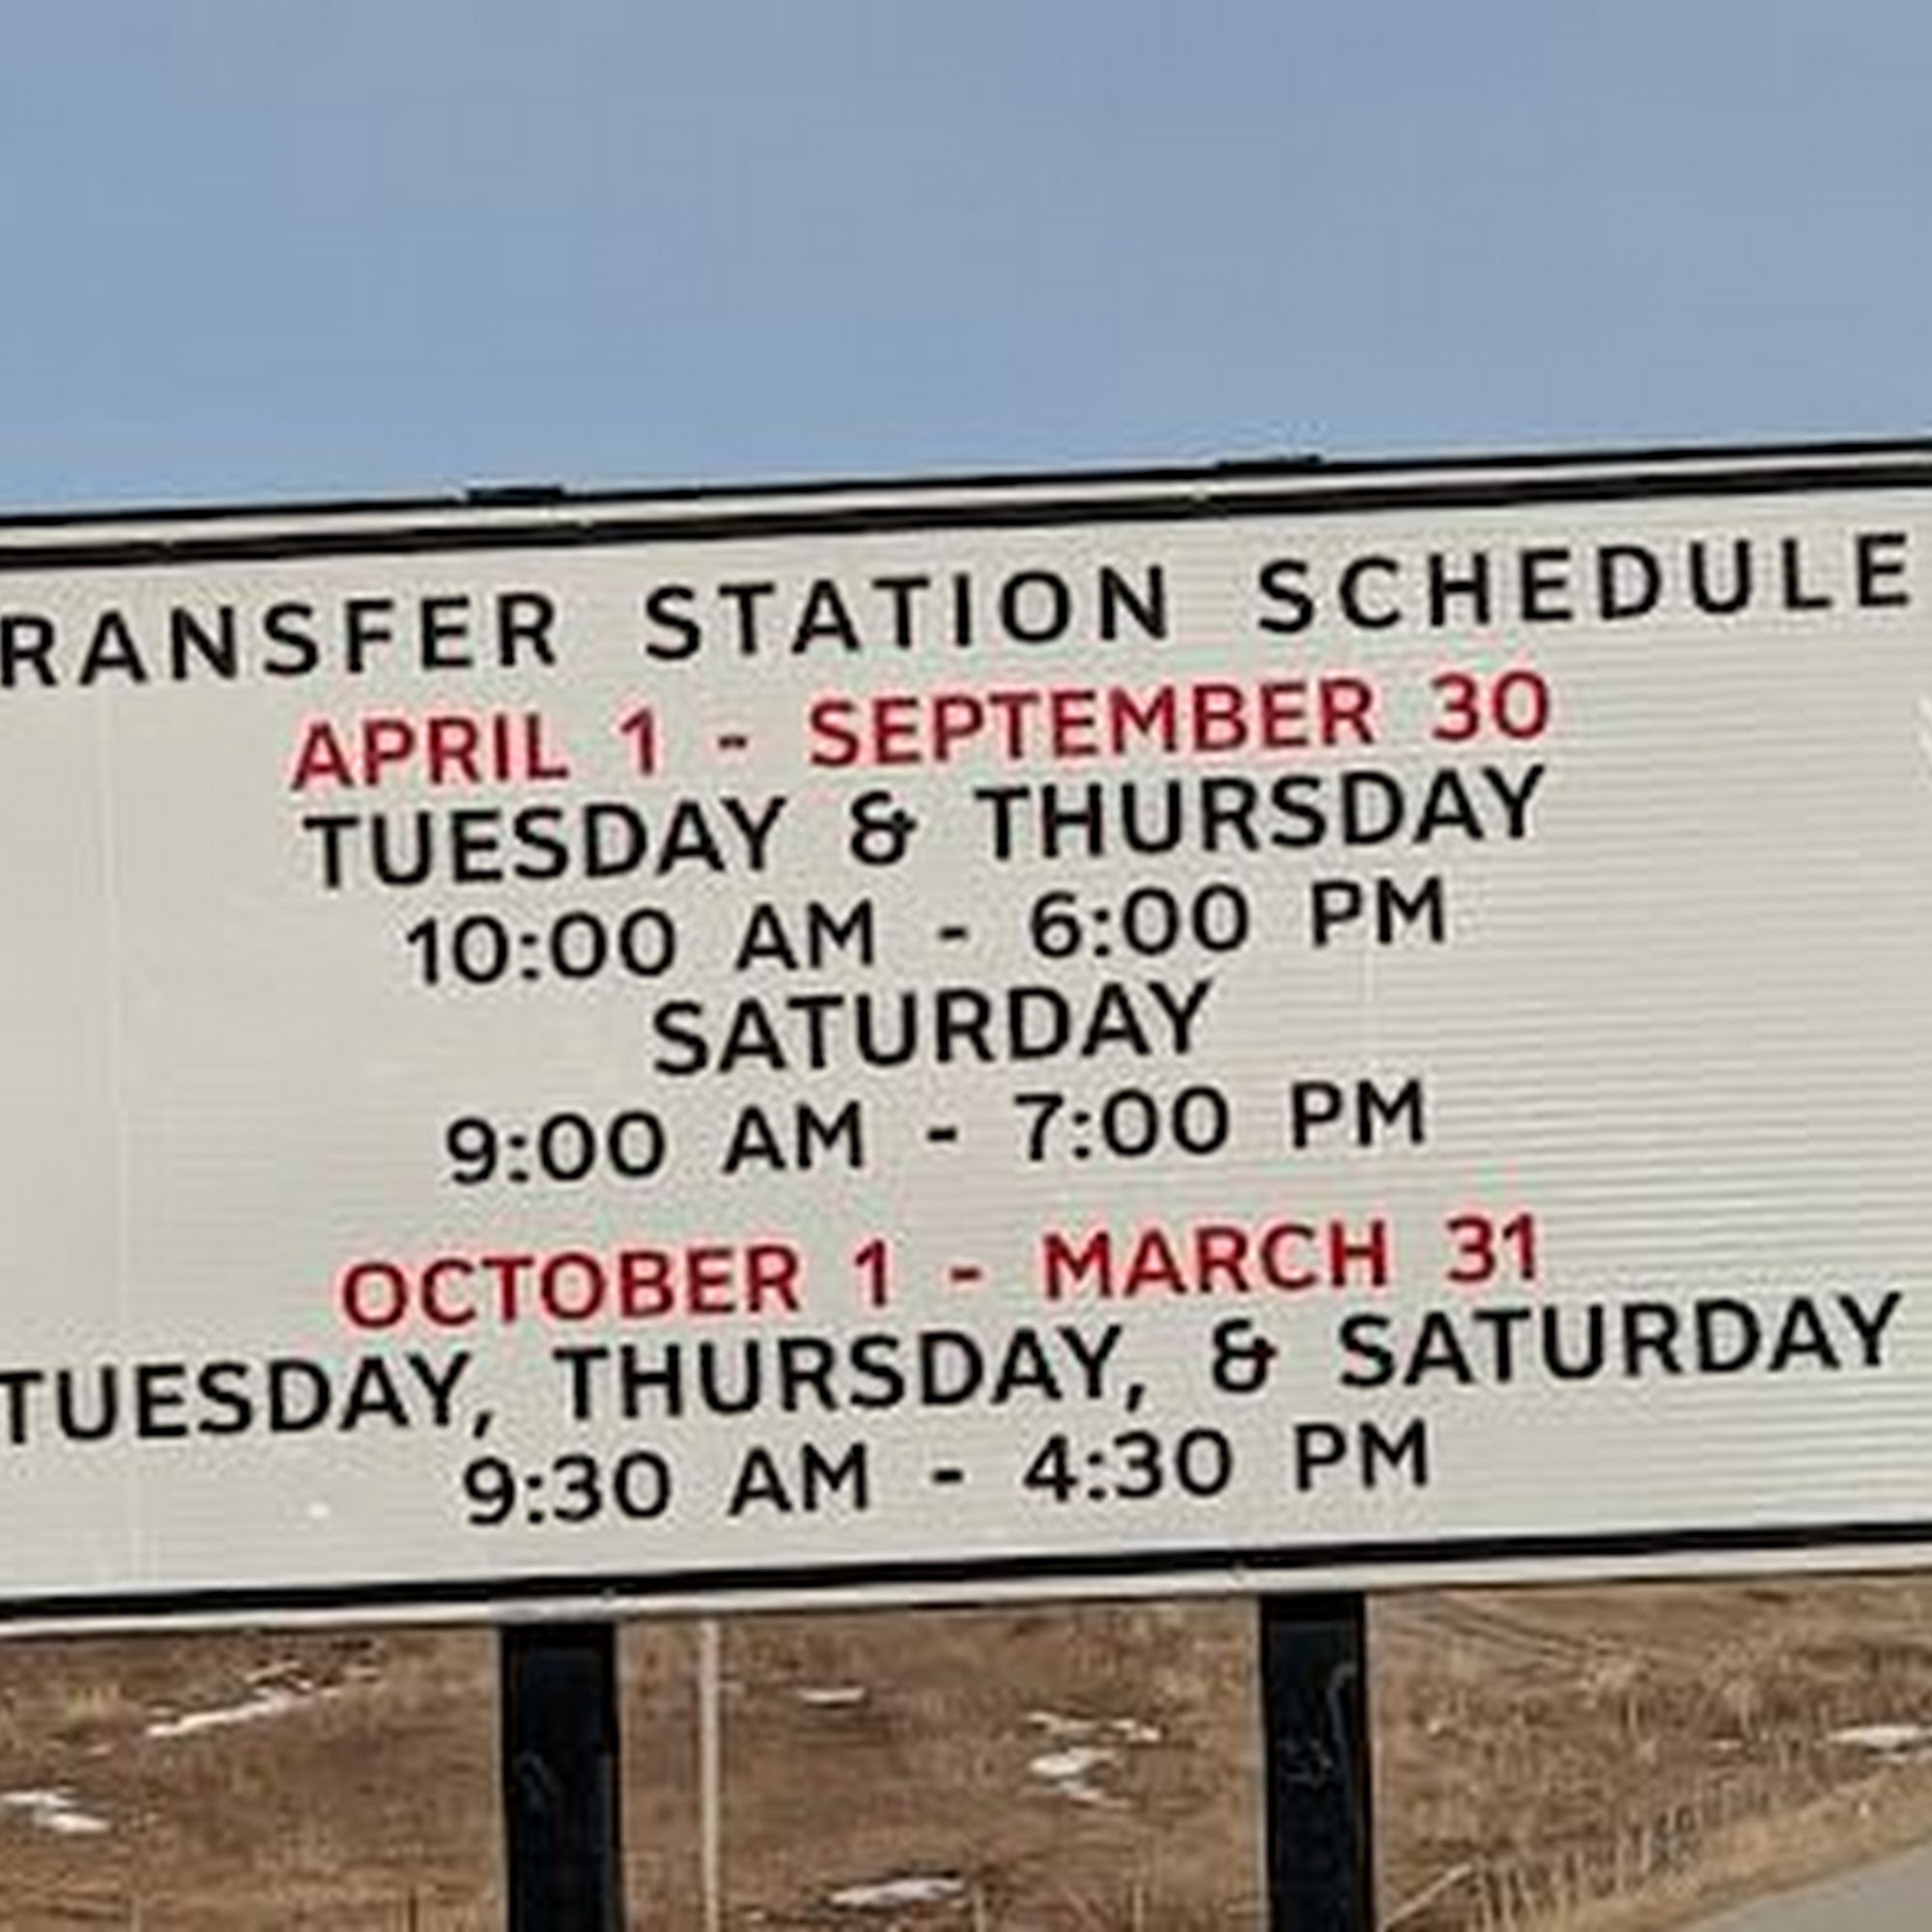 RANSFER STATION SCHEDULE
APRIL 1 - SEPTEMBER 30
TUESDAY & THURSDAY
10:00 AM - 6:00 PM
SATURDAY
9:00 AM - 7:00 PM
OCTOBER 1 - MARCH 31
TUESDAY, THURSDAY, & SATURDAY
9:30 AM - 4:30 PM